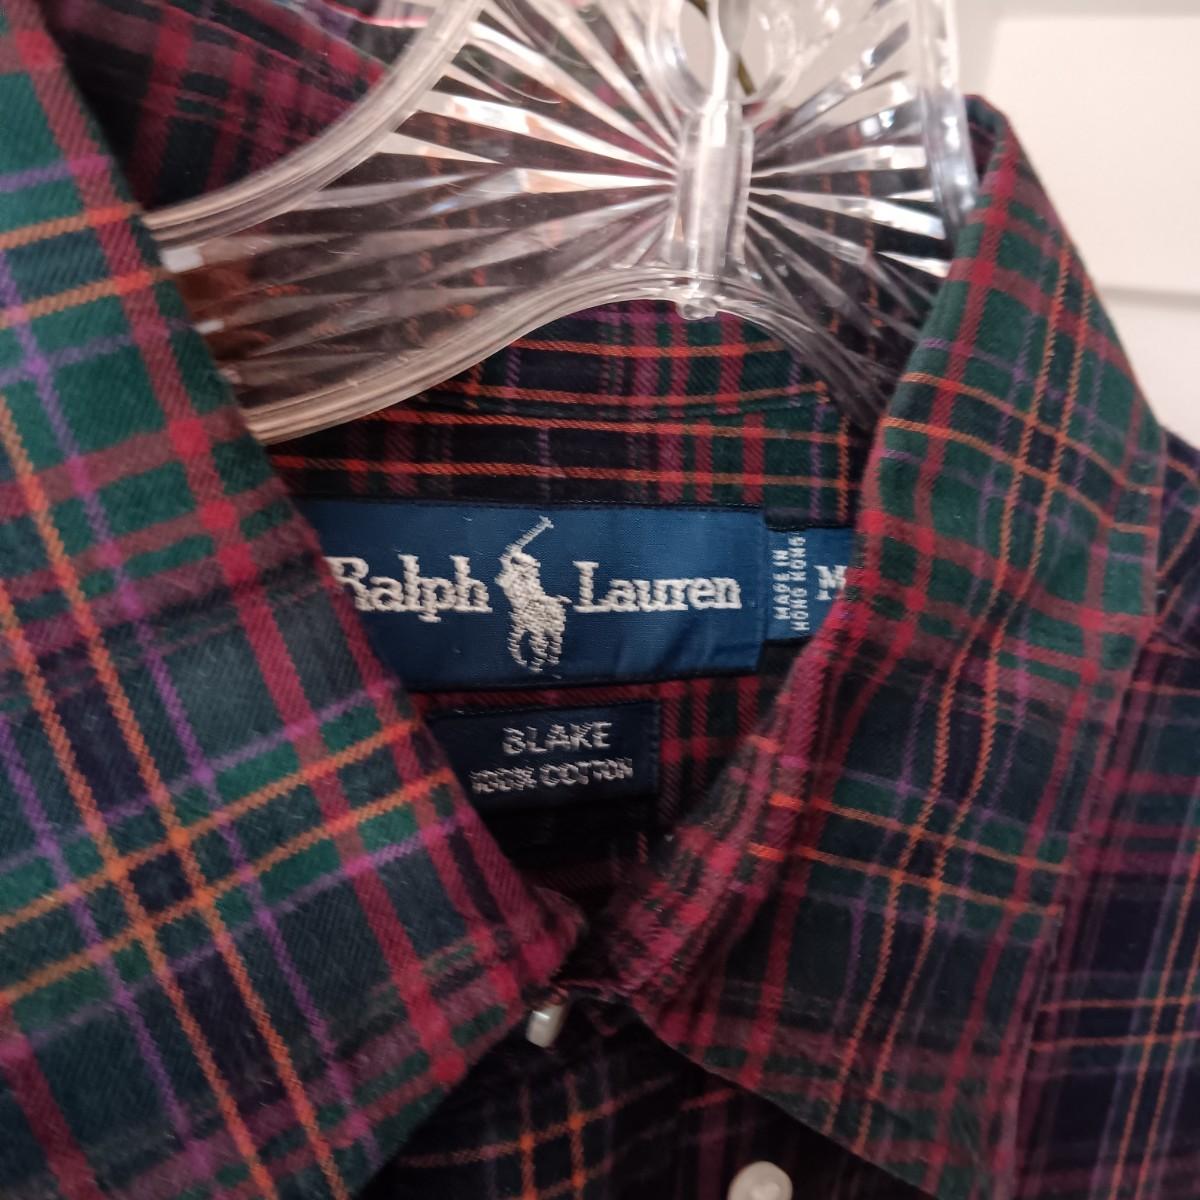 Ralph Lauren
MADE IN
HONG KONG
M
BLAKE
100% COTTON